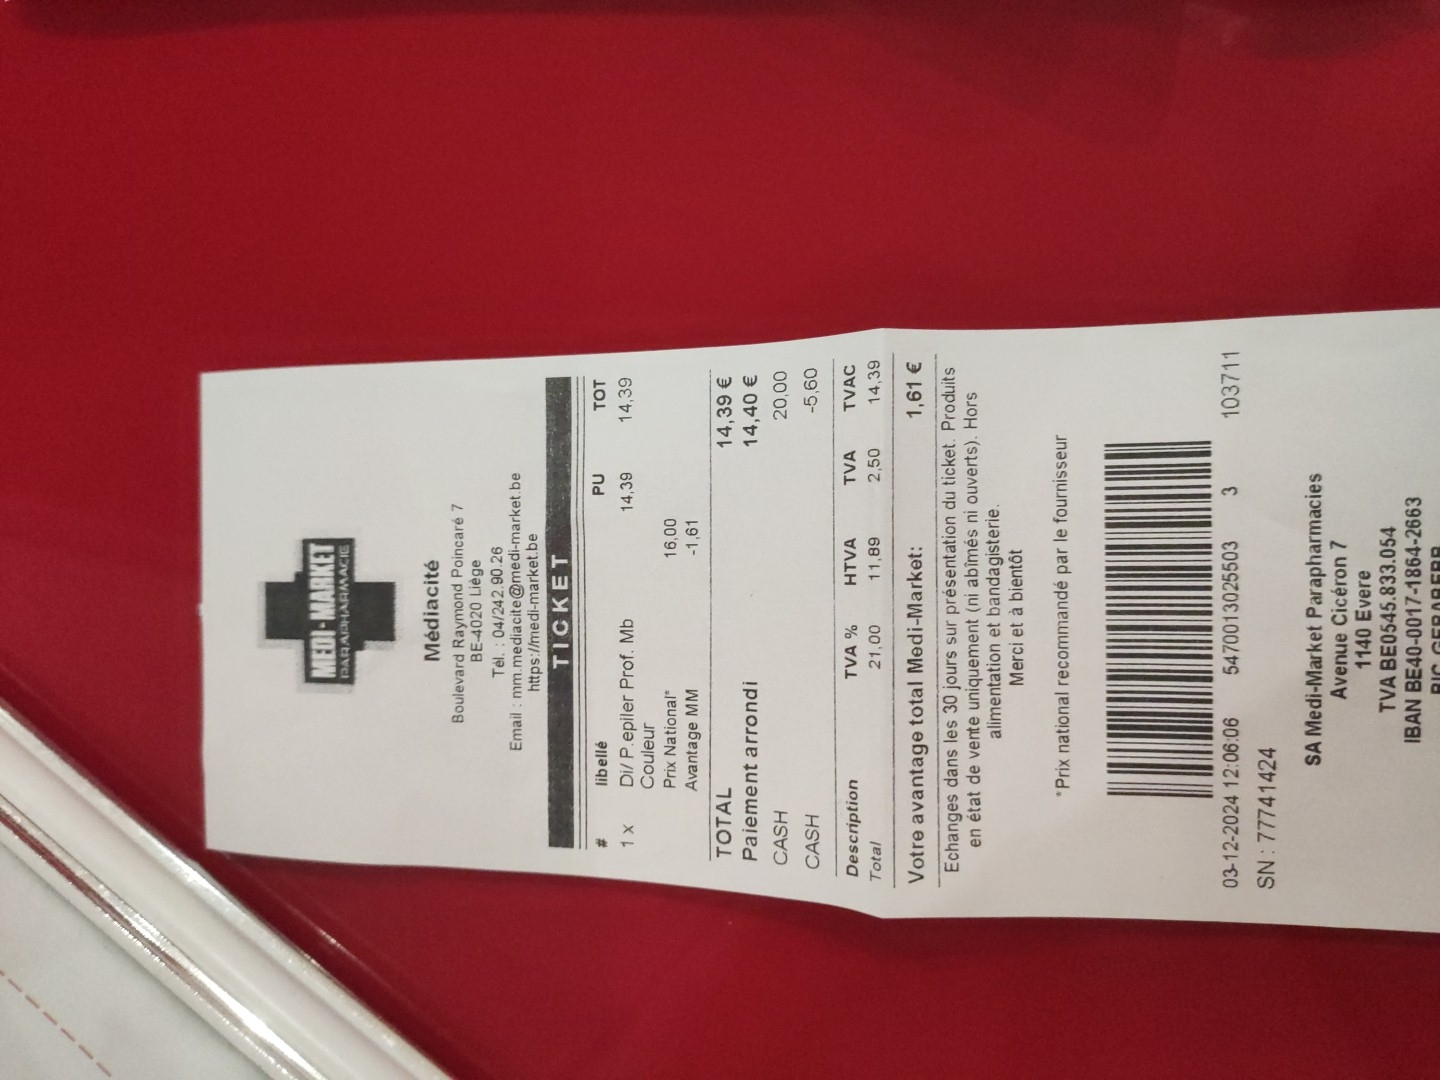 MEDI-MARKET
PARAPHARMACIE
Médiacité
Boulevard Raymond Poincaré 7
BE-4020 Liège
Tél. : 04/242.90.26
Email : mm.mediacite@medi-market.be
https://medi-market.be
TICKET
# libellé PU TOT
1 x Di/ P.epiler Prof. Mb 14,39 14,39
Couleur
Prix National* 16,00
Avantage MM -1,61
TOTAL 14,39 €
Paiement arrondi 14,40 €
CASH 20,00
CASH -5,60
Description TVA % HTVA TVA TVAC
Total 21,00 11,89 2,50 14,39
Votre avantage total Medi-Market: 1,61 €
Echanges dans les 30 jours sur présentation du ticket. Produits
en état de vente uniquement (ni abîmés ni ouverts). Hors
alimentation et bandagisterie.
Merci et à bientôt
*Prix national recommandé par le fournisseur
03-12-2024 12:06:06 5470013025503 3 103711
SN : 77741424
SA Medi-Market Parapharmacies
Avenue Cicéron 7
1140 Evere
TVA BE0545.833.054
IBAN BE40-0017-1864-2663
BIC GEBABEBB